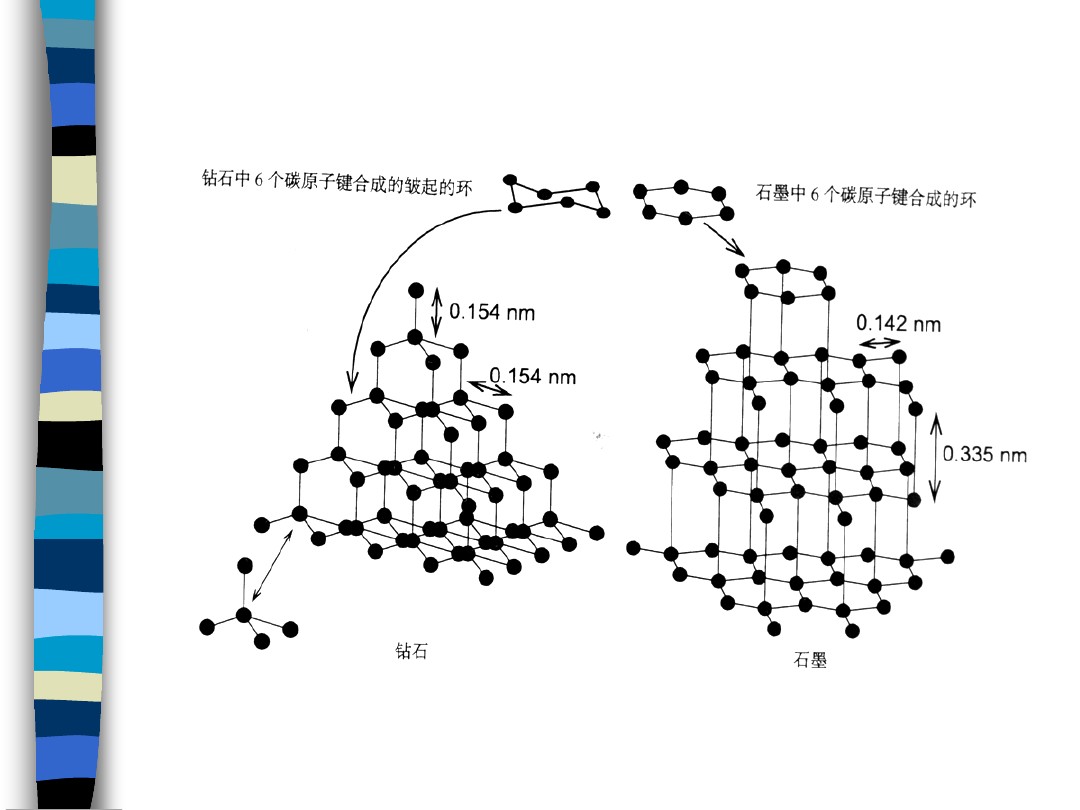 钻石中6个碳原子键合成的皱起的环
石墨中6个碳原子键合成的环
0.154 nm
0.154 nm
0.142 nm
0.335 nm
钻石
石墨